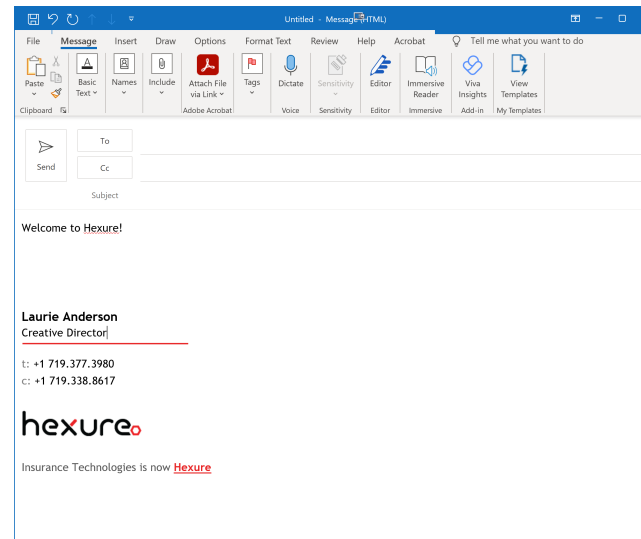 Untitled - Message (HTML)
File Message Insert Draw Options Format Text Review Help Acrobat Tell me what you want to do
Paste Basic Text Names Include Attach File via Link Tags Dictate Sensitivity Editor Immersive Reader Viva Insights View Templates
Clipboard Adobe Acrobat Voice Sensitivity Editor Immersive Add-in My Templates
To
Send Cc
Subject
Welcome to Hexure!
Laurie Anderson
Creative Director
t: +1 719.377.3980
c: +1 719.338.8617
hexure
Insurance Technologies is now Hexure